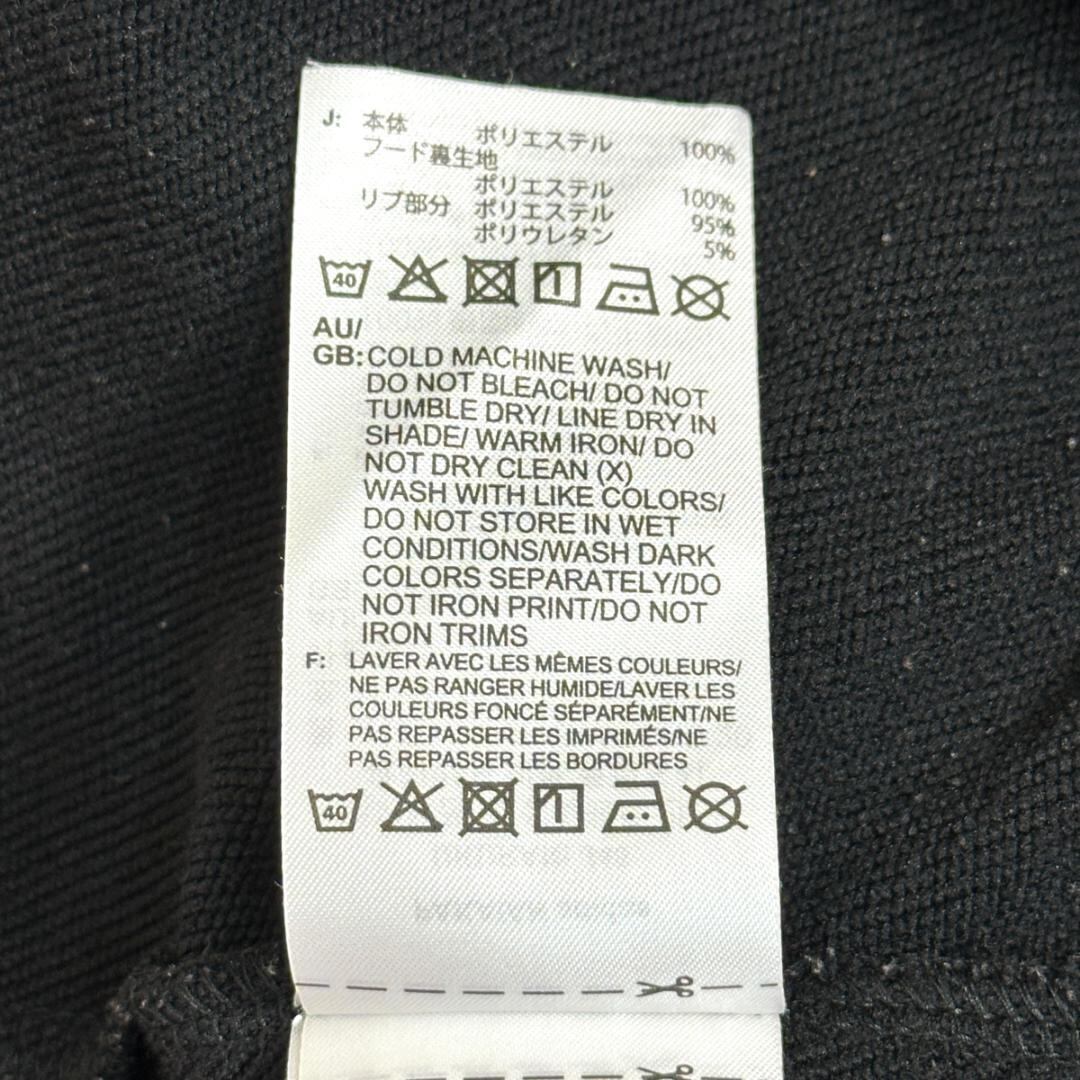 J: 本体 ポリエステル 100%
フード裏生地
ポリエステル 100%
リブ部分 ポリエステル 95%
ポリウレタン 5%
40
AU/
GB: COLD MACHINE WASH/
DO NOT BLEACH/ DO NOT
TUMBLE DRY/ LINE DRY IN
SHADE/ WARM IRON/ DO
NOT DRY CLEAN (X)
WASH WITH LIKE COLORS/
DO NOT STORE IN WET
CONDITIONS/WASH DARK
COLORS SEPARATELY/DO
NOT IRON PRINT/DO NOT
IRON TRIMS
F: LAVER AVEC LES MÊMES COULEURS/
NE PAS RANGER HUMIDE/LAVER LES
COULEURS FONCÉ SÉPARÉMENT/NE
PAS REPASSER LES IMPRIMÉS/NE
PAS REPASSER LES BORDURES
40